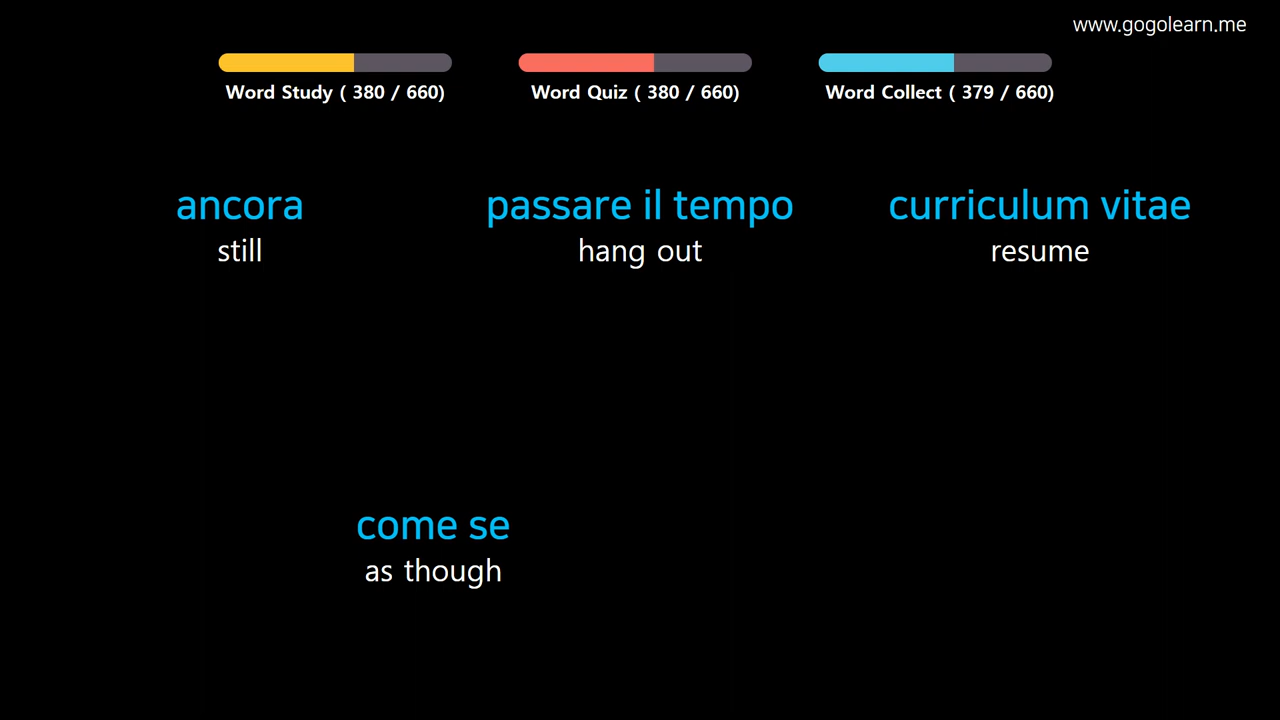 www.gogolearn.me
Word Study ( 380 / 660)
Word Quiz ( 380 / 660)
Word Collect ( 379 / 660)
ancora
still
passare il tempo
hang out
curriculum vitae
resume
come se
as though